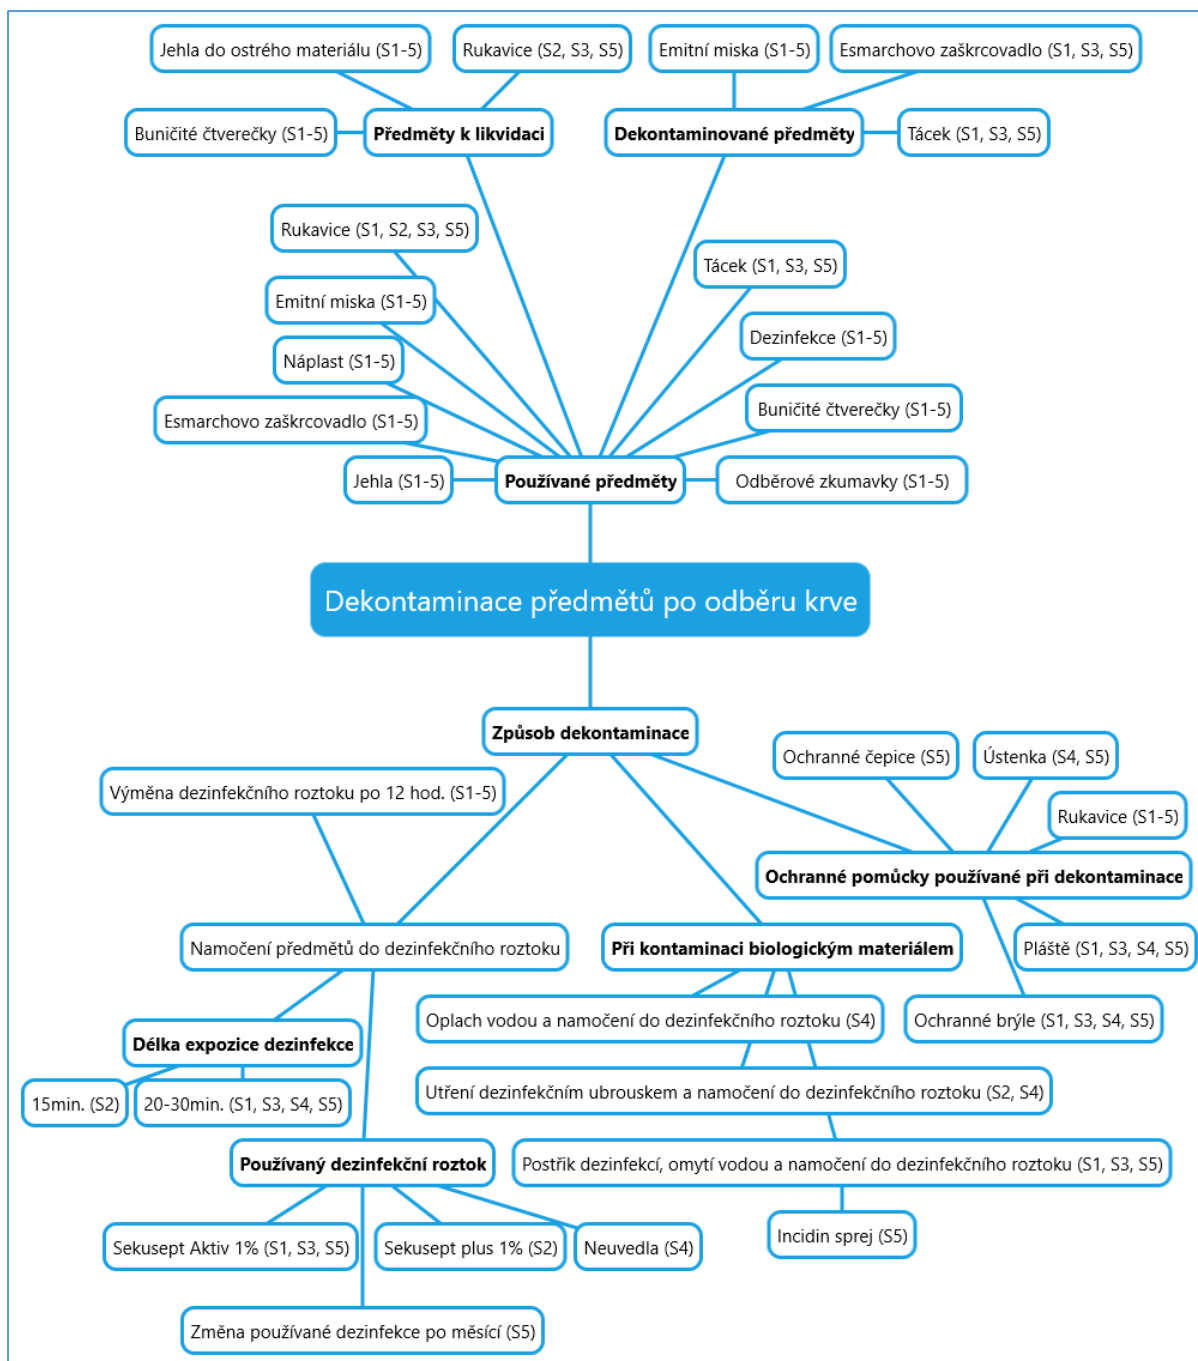 Jehla do ostrého materiálu (S1-5)
Rukavice (S2, S3, S5)
Emitní miska (S1-5)
Esmarchovo zaškrcovadlo (S1, S3, S5)
Buničité čtverečky (S1-5)
Předměty k likvidaci
Dekontaminované předměty
Tácek (S1, S3, S5)
Rukavice (S1, S2, S3, S5)
Tácek (S1, S3, S5)
Emitní miska (S1-5)
Dezinfekce (S1-5)
Náplast (S1-5)
Buničité čtverečky (S1-5)
Esmarchovo zaškrcovadlo (S1-5)
Jehla (S1-5)
Používané předměty
Odběrové zkumavky (S1-5)
Dekontaminace předmětů po odběru krve
Způsob dekontaminace
Ochranné čepice (S5)
Ústenka (S4, S5)
Výměna dezinfekčního roztoku po 12 hod. (S1-5)
Rukavice (S1-5)
Ochranné pomůcky používané při dekontaminace
Namočení předmětů do dezinfekčního roztoku
Při kontaminaci biologickým materiálem
Pláště (S1, S3, S4, S5)
Oplach vodou a namočení do dezinfekčního roztoku (S4)
Ochranné brýle (S1, S3, S4, S5)
Délka expozice dezinfekce
Utření dezinfekčním ubrouskem a namočení do dezinfekčního roztoku (S2, S4)
15min. (S2)
20-30min. (S1, S3, S4, S5)
Používaný dezinfekční roztok
Postřik dezinfekcí, omytí vodou a namočení do dezinfekčního roztoku (S1, S3, S5)
Sekusept Aktiv 1% (S1, S3, S5)
Sekusept plus 1% (S2)
Neuvedla (S4)
Incidin sprej (S5)
Změna používané dezinfekce po měsící (S5)